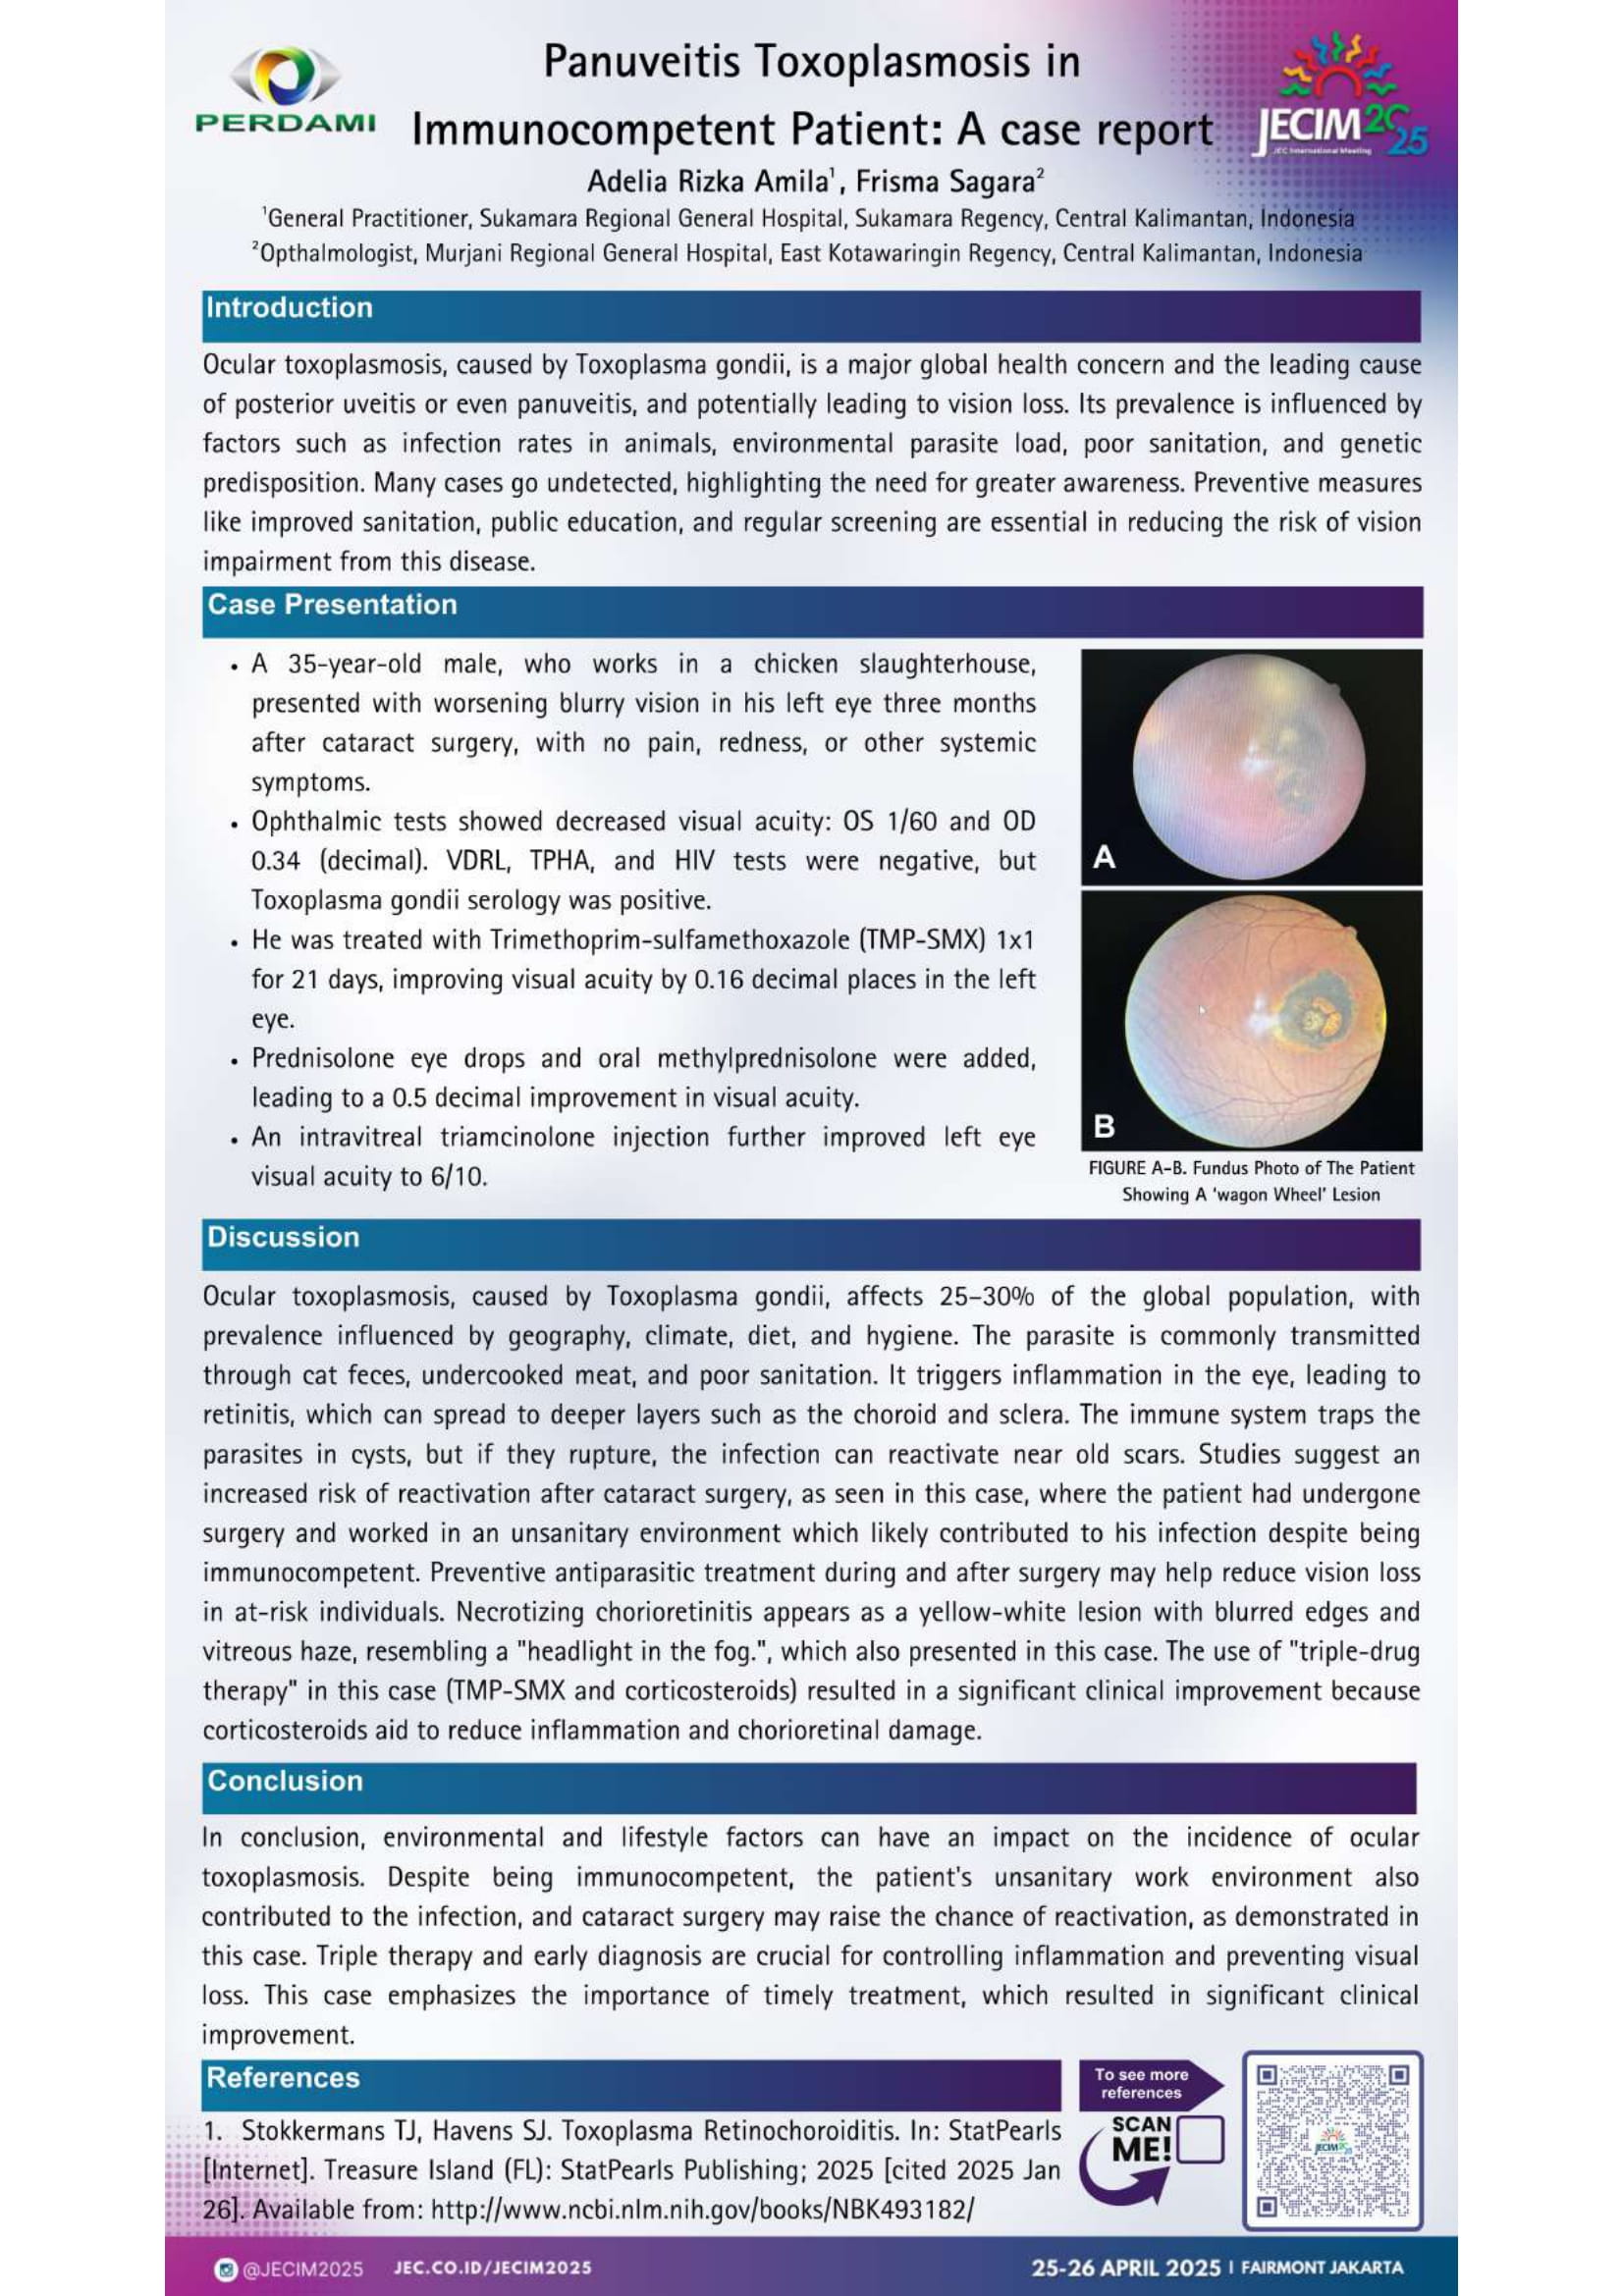 PERDAMI
Panuveitis Toxoplasmosis in
Immunocompetent Patient: A case report
JECIM 2025
JEC International Meeting
Adelia Rizka Amila¹, Frisma Sagara²
¹General Practitioner, Sukamara Regional General Hospital, Sukamara Regency, Central Kalimantan, Indonesia
²Opthalmologist, Murjani Regional General Hospital, East Kotawaringin Regency, Central Kalimantan, Indonesia
Introduction
Ocular toxoplasmosis, caused by Toxoplasma gondii, is a major global health concern and the leading cause
of posterior uveitis or even panuveitis, and potentially leading to vision loss. Its prevalence is influenced by
factors such as infection rates in animals, environmental parasite load, poor sanitation, and genetic
predisposition. Many cases go undetected, highlighting the need for greater awareness. Preventive measures
like improved sanitation, public education, and regular screening are essential in reducing the risk of vision
impairment from this disease.
Case Presentation
• A 35-year-old male, who works in a chicken slaughterhouse,
presented with worsening blurry vision in his left eye three months
after cataract surgery, with no pain, redness, or other systemic
symptoms.
• Ophthalmic tests showed decreased visual acuity: OS 1/60 and OD
0.34 (decimal). VDRL, TPHA, and HIV tests were negative, but
Toxoplasma gondii serology was positive.
• He was treated with Trimethoprim-sulfamethoxazole (TMP-SMX) 1x1
for 21 days, improving visual acuity by 0.16 decimal places in the left
eye.
• Prednisolone eye drops and oral methylprednisolone were added,
leading to a 0.5 decimal improvement in visual acuity.
• An intravitreal triamcinolone injection further improved left eye
visual acuity to 6/10.
A
B
FIGURE A-B. Fundus Photo of The Patient
Showing A 'wagon Wheel' Lesion
Discussion
Ocular toxoplasmosis, caused by Toxoplasma gondii, affects 25–30% of the global population, with
prevalence influenced by geography, climate, diet, and hygiene. The parasite is commonly transmitted
through cat feces, undercooked meat, and poor sanitation. It triggers inflammation in the eye, leading to
retinitis, which can spread to deeper layers such as the choroid and sclera. The immune system traps the
parasites in cysts, but if they rupture, the infection can reactivate near old scars. Studies suggest an
increased risk of reactivation after cataract surgery, as seen in this case, where the patient had undergone
surgery and worked in an unsanitary environment which likely contributed to his infection despite being
immunocompetent. Preventive antiparasitic treatment during and after surgery may help reduce vision loss
in at-risk individuals. Necrotizing chorioretinitis appears as a yellow-white lesion with blurred edges and
vitreous haze, resembling a "headlight in the fog.", which also presented in this case. The use of "triple-drug
therapy" in this case (TMP-SMX and corticosteroids) resulted in a significant clinical improvement because
corticosteroids aid to reduce inflammation and chorioretinal damage.
Conclusion
In conclusion, environmental and lifestyle factors can have an impact on the incidence of ocular
toxoplasmosis. Despite being immunocompetent, the patient's unsanitary work environment also
contributed to the infection, and cataract surgery may raise the chance of reactivation, as demonstrated in
this case. Triple therapy and early diagnosis are crucial for controlling inflammation and preventing visual
loss. This case emphasizes the importance of timely treatment, which resulted in significant clinical
improvement.
References
1. Stokkermans TJ, Havens SJ. Toxoplasma Retinochoroiditis. In: StatPearls
[Internet]. Treasure Island (FL): StatPearls Publishing; 2025 [cited 2025 Jan
26]. Available from: http://www.ncbi.nlm.nih.gov/books/NBK493182/
To see more
references
SCAN
ME!
JECIM
@JECIM2025
JEC.CO.ID/JECIM2025
25-26 APRIL 2025 | FAIRMONT JAKARTA